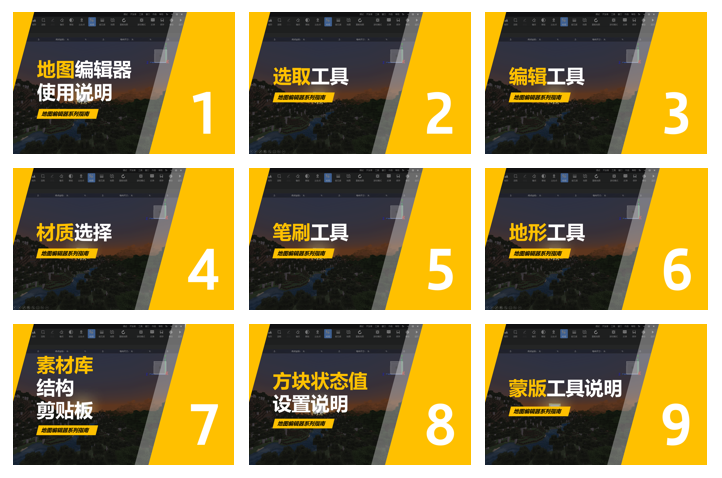 地图编辑器
使用说明
地图编辑器系列指南
1
选取工具
地图编辑器系列指南
2
编辑工具
地图编辑器系列指南
3
材质选择
地图编辑器系列指南
4
笔刷工具
地图编辑器系列指南
5
地形工具
地图编辑器系列指南
6
素材库
结构
剪贴板
地图编辑器系列指南
7
方块状态值
设置说明
地图编辑器系列指南
8
蒙版工具说明
地图编辑器系列指南
9